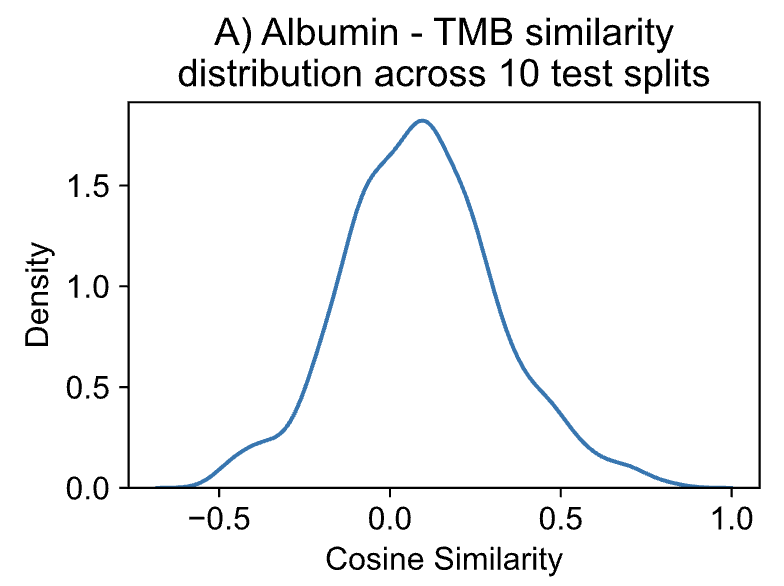 A) Albumin - TMB similarity
distribution across 10 test splits
Density
1.5
1.0
0.5
0.0
−0.5
0.0
0.5
1.0
Cosine Similarity